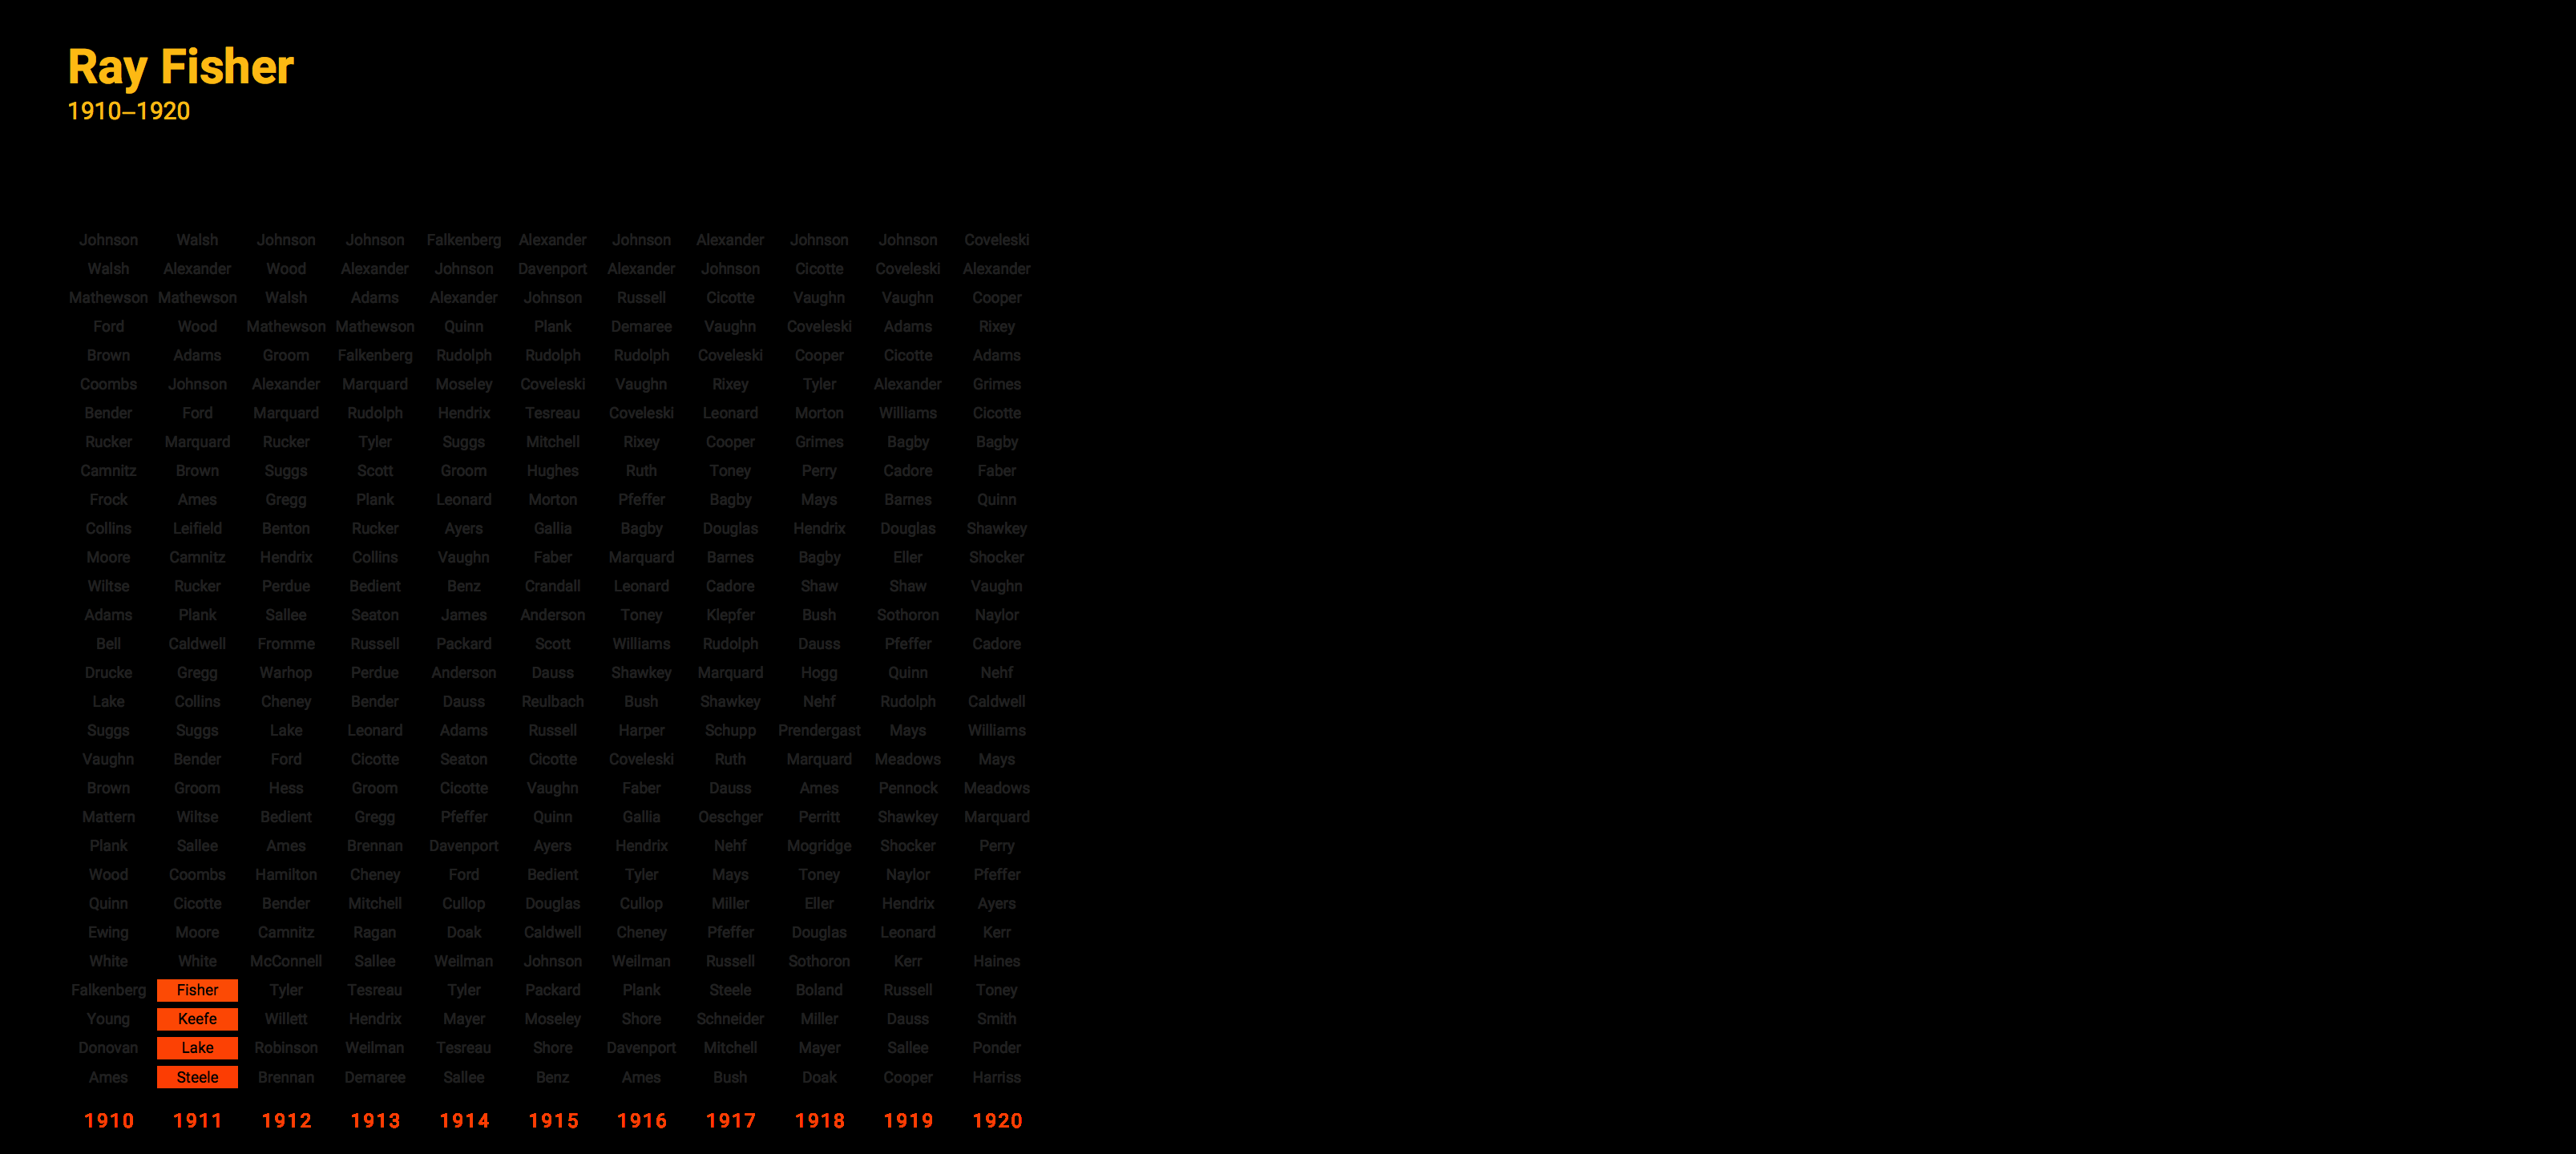 Ray Fisher
1910–1920
Johnson Walsh Johnson Johnson Falkenberg Alexander Johnson Alexander Johnson Johnson Coveleski
Walsh Alexander Wood Alexander Johnson Davenport Alexander Johnson Cicotte Coveleski Alexander
Mathewson Mathewson Walsh Adams Alexander Johnson Russell Cicotte Vaughn Vaughn Cooper
Ford Wood Mathewson Mathewson Quinn Plank Demaree Vaughn Coveleski Adams Rixey
Brown Adams Groom Falkenberg Rudolph Rudolph Rudolph Coveleski Cooper Cicotte Adams
Coombs Johnson Alexander Marquard Moseley Coveleski Vaughn Rixey Tyler Alexander Grimes
Bender Ford Marquard Rudolph Hendrix Tesreau Coveleski Leonard Morton Williams Cicotte
Rucker Marquard Rucker Tyler Suggs Mitchell Rixey Cooper Grimes Bagby Bagby
Camnitz Brown Suggs Scott Groom Hughes Ruth Toney Perry Cadore Faber
Frock Ames Gregg Plank Leonard Morton Pfeffer Bagby Mays Barnes Quinn
Collins Leifield Benton Rucker Ayers Gallia Bagby Douglas Hendrix Douglas Shawkey
Moore Camnitz Hendrix Collins Vaughn Faber Marquard Barnes Bagby Eller Shocker
Wiltse Rucker Perdue Bedient Benz Crandall Leonard Cadore Shaw Shaw Vaughn
Adams Plank Sallee Seaton James Anderson Toney Klepfer Bush Sothoron Naylor
Bell Caldwell Fromme Russell Packard Scott Williams Rudolph Dauss Pfeffer Cadore
Drucke Gregg Warhop Perdue Anderson Dauss Shawkey Marquard Hogg Quinn Nehf
Lake Collins Cheney Bender Dauss Reulbach Bush Shawkey Nehf Rudolph Caldwell
Suggs Suggs Lake Leonard Adams Russell Harper Schupp Prendergast Mays Williams
Vaughn Bender Ford Cicotte Seaton Cicotte Coveleski Ruth Marquard Meadows Mays
Brown Groom Hess Groom Cicotte Vaughn Faber Dauss Ames Pennock Meadows
Mattern Wiltse Bedient Gregg Pfeffer Quinn Gallia Oeschger Perritt Shawkey Marquard
Plank Sallee Ames Brennan Davenport Ayers Hendrix Nehf Mogridge Shocker Perry
Wood Coombs Hamilton Cheney Ford Bedient Tyler Mays Toney Naylor Pfeffer
Quinn Cicotte Bender Mitchell Cullop Douglas Cullop Miller Eller Hendrix Ayers
Ewing Moore Camnitz Ragan Doak Caldwell Cheney Pfeffer Douglas Leonard Kerr
White White McConnell Sallee Weilman Johnson Weilman Russell Sothoron Kerr Haines
Falkenberg Fisher Tyler Tesreau Tyler Packard Plank Steele Boland Russell Toney
Young Keefe Willett Hendrix Mayer Moseley Shore Schneider Miller Dauss Smith
Donovan Lake Robinson Weilman Tesreau Shore Davenport Mitchell Mayer Sallee Ponder
Ames Steele Brennan Demaree Sallee Benz Ames Bush Doak Cooper Harriss
1910 1911 1912 1913 1914 1915 1916 1917 1918 1919 1920